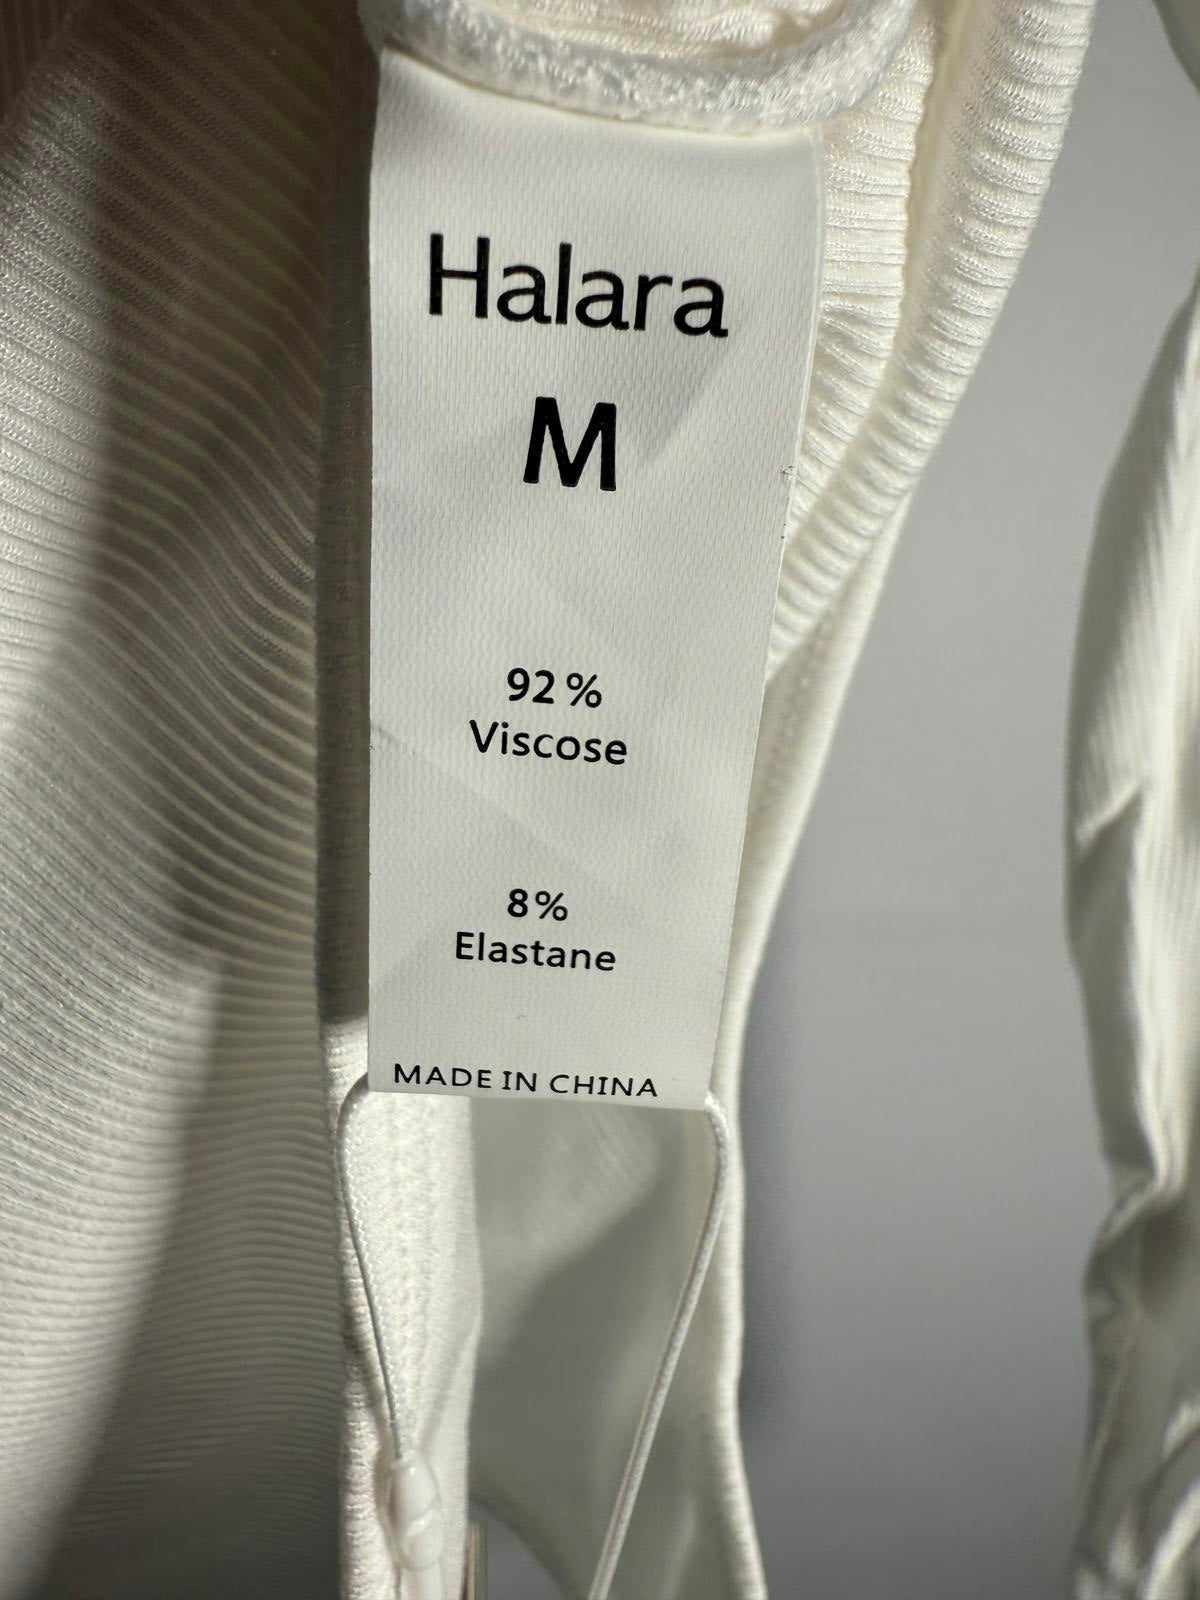 Halara
M
92%
Viscose
8%
Elastane
MADE IN CHINA